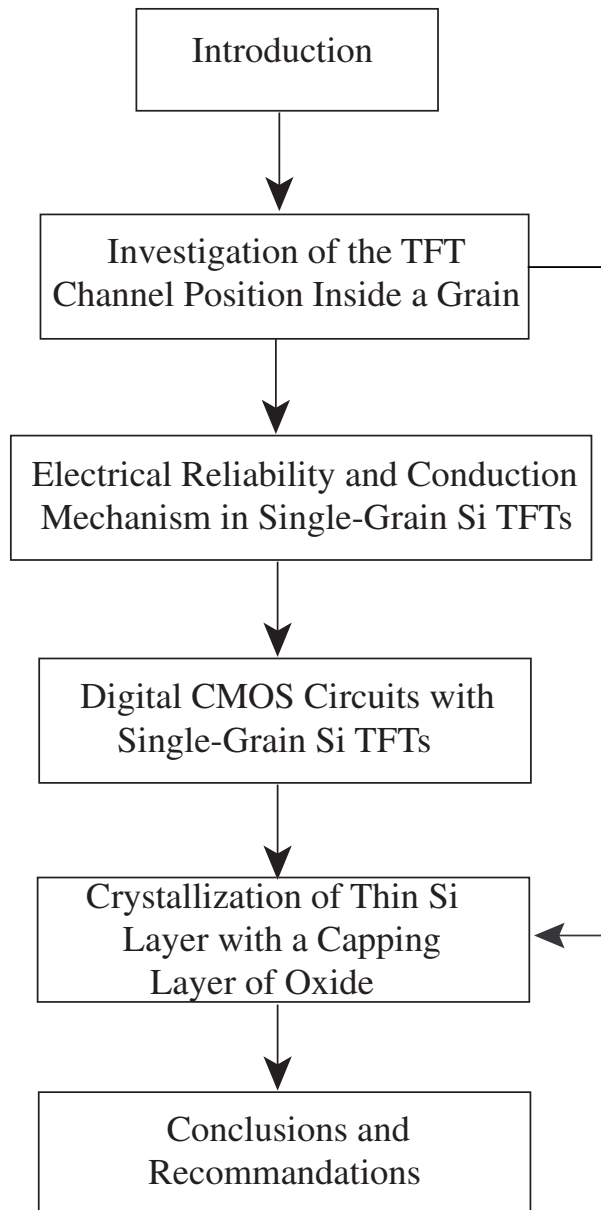 Introduction
Investigation of the TFT
Channel Position Inside a Grain
Electrical Reliability and Conduction
Mechanism in Single-Grain Si TFTs
Digital CMOS Circuits with
Single-Grain Si TFTs
Crystallization of Thin Si
Layer with a Capping
Layer of Oxide
Conclusions and
Recommandations